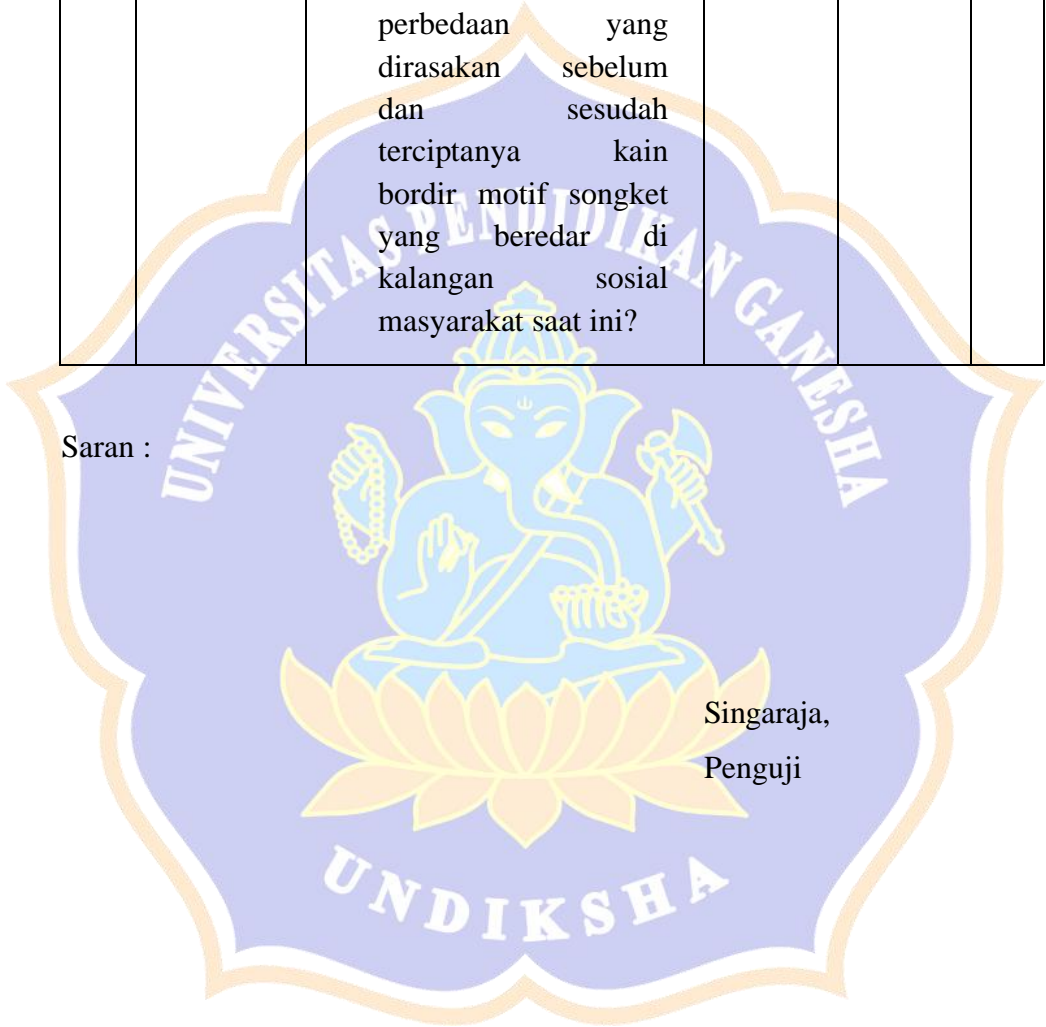 perbedaan yang
dirasakan sebelum
dan sesudah
terciptanya kain
bordir motif songket
yang beredar di
kalangan sosial
masyarakat saat ini?
UNIVERSITAS PENDIDIKAN GANESHA
Saran :
Singaraja,
Penguji
UNDIKSHA